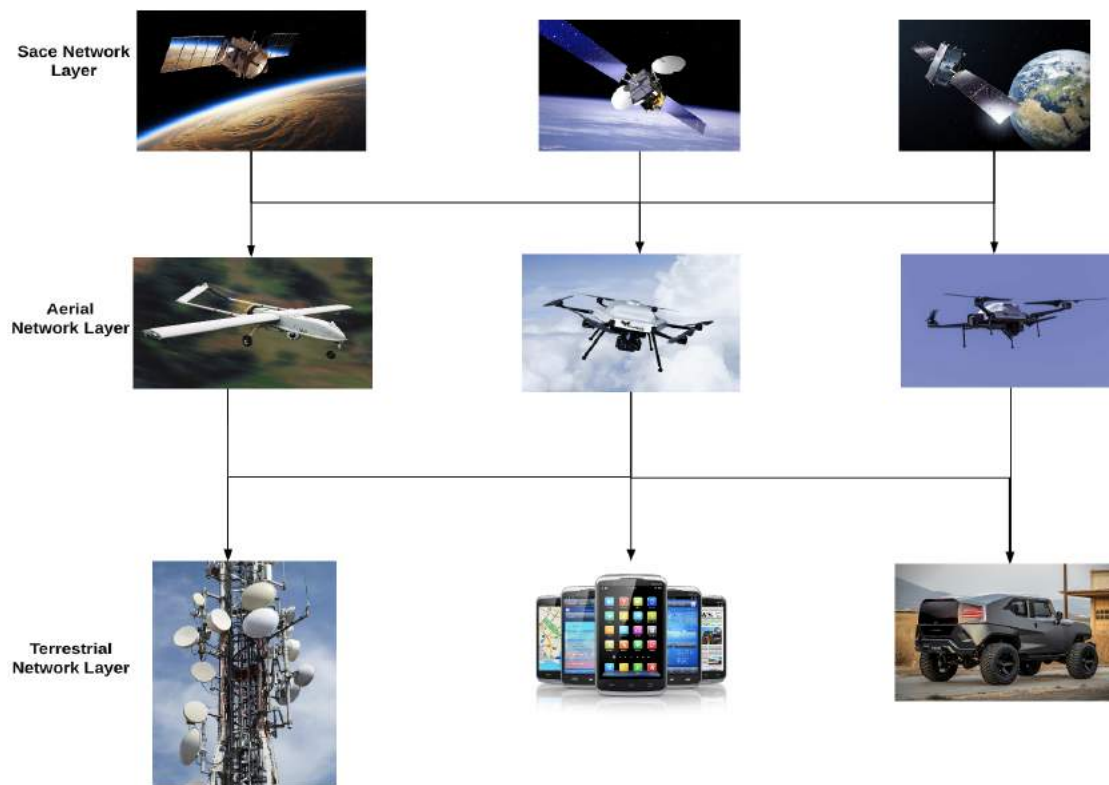 Sace Network
Layer
Aerial
Network Layer
Terrestrial
Network Layer